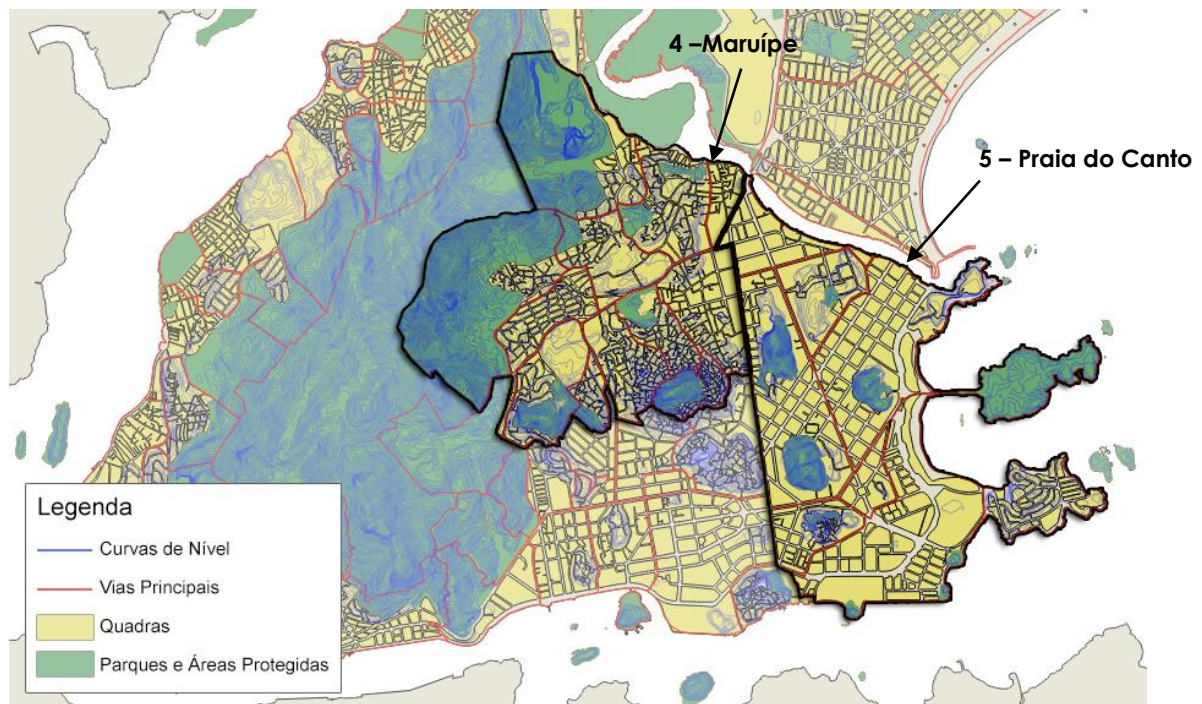 4 –Maruípe
5 – Praia do Canto
Legenda
Curvas de Nível
Vias Principais
Quadras
Parques e Áreas Protegidas